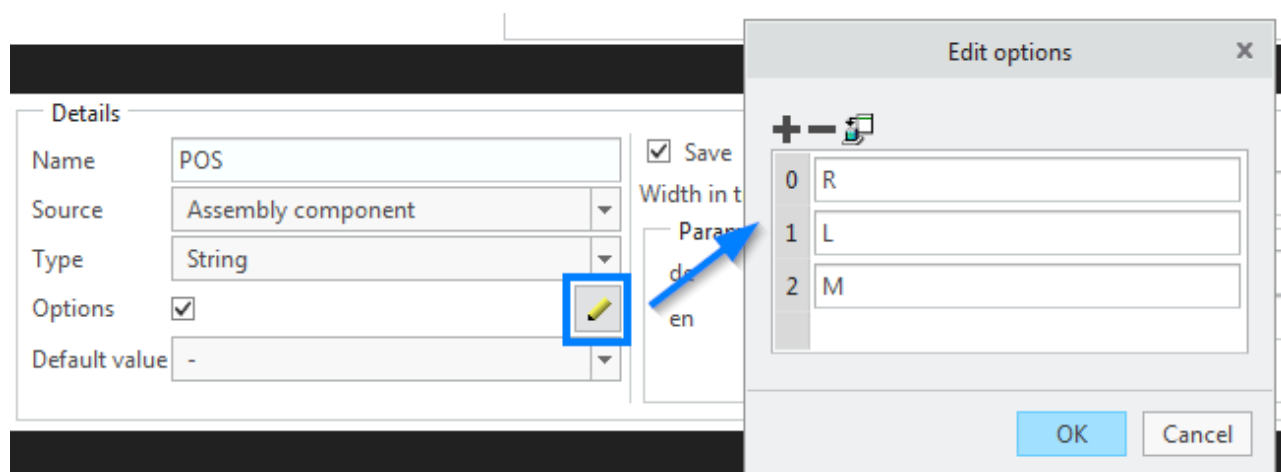 Details
Name POS
Source Assembly component
Type String
Options
Default value -
Save
Width in t
de
en
Edit options x
0 R
1 L
2 M
OK Cancel